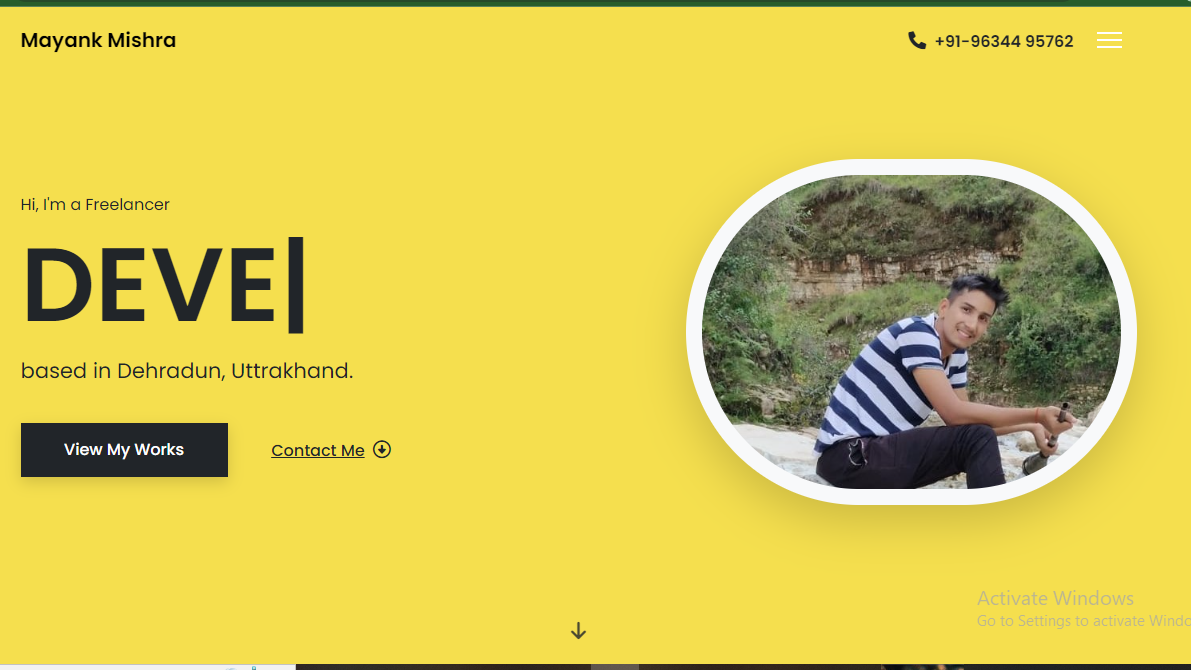 Mayank Mishra
+91-96344 95762
Hi, I'm a Freelancer
DEVE|
based in Dehradun, Uttrakhand.
View My Works
Contact Me
Activate Windows
Go to Settings to activate Windo